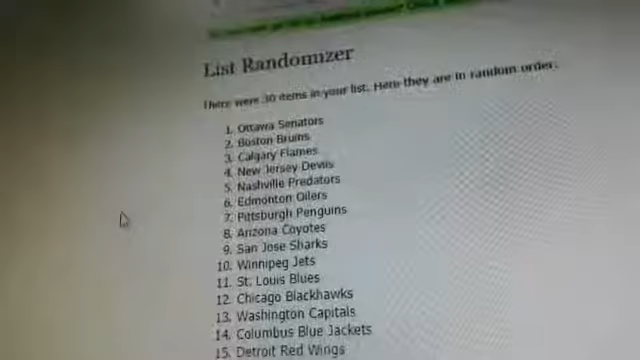 List Randomizer
There were 30 items in your list. Here they are in random order:
1. Ottawa Senators
2. Boston Bruins
3. Calgary Flames
4. New Jersey Devils
5. Nashville Predators
6. Edmonton Oilers
7. Pittsburgh Penguins
8. Arizona Coyotes
9. San Jose Sharks
10. Winnipeg Jets
11. St. Louis Blues
12. Chicago Blackhawks
13. Washington Capitals
14. Columbus Blue Jackets
15. Detroit Red Wings